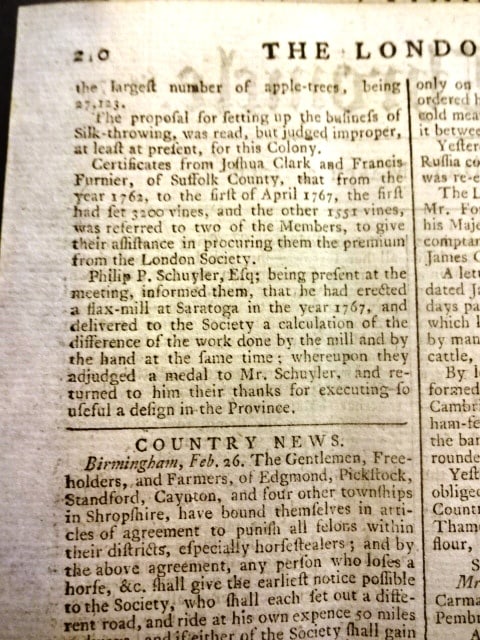 210
THE LONDO
the largest number of apple-trees, being
27,123.
The proposal for setting up the business of
Silk-throwing, was read, but judged improper,
at least at present, for this Colony.
Certificates from Joshua Clark and Francis
Furnier, of Suffolk County, that from the
year 1762, to the first of April 1767, the first
had set 3200 vines, and the other 1551 vines,
was referred to two of the Members, to give
their assistance in procuring them the premium
from the London Society.
Philip P. Schuyler, Esq; being present at the
meeting, informed them, that he had erected
a flax-mill at Saratoga in the year 1767, and
delivered to the Society a calculation of the
difference of the work done by the mill and by
the hand at the same time; whereupon they
adjudged a medal to Mr. Schuyler, and re-
turned to him their thanks for executing so
useful a design in the Province.
COUNTRY NEWS.
Birmingham, Feb. 26. The Gentlemen, Free-
holders, and Farmers, of Edgmond, Pickstock,
Standford, Caynton, and four other townships
in Shropshire, have bound themselves in arti-
cles of agreement to punish all felons within
their districts, especially horsestealers; and by
the above agreement, any person who loses a
horse, &c. shall give the earliest notice possible
to the Society, who shall each set out a diffe-
rent road, and ride at his own expence 50 miles
and if either of the Society shall gain
only on
ordered h
cold mea
it betwee
Yester
Russia co
was re-e
The L
Mr. Fo
his Maje
comptan
James C
A lett
dated Ja
days pa
which
by man
cattle,
By l
formed
Cambri
ham-fe
the bar
rounde
Yest
oblige
Count
Tham
flour,
S
Mr
Carma
Pemb
A